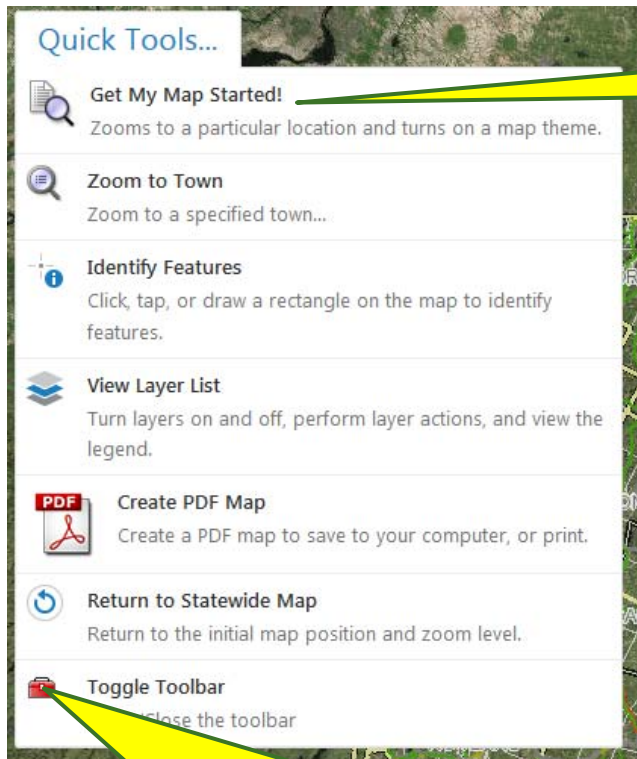 Quick Tools...
Get My Map Started!
Zooms to a particular location and turns on a map theme.
Zoom to Town
Zoom to a specified town...
Identify Features
Click, tap, or draw a rectangle on the map to identify
features.
View Layer List
Turn layers on and off, perform layer actions, and view the
legend.
PDF
Create PDF Map
Create a PDF map to save to your computer, or print.
Return to Statewide Map
Return to the initial map position and zoom level.
Toggle Toolbar
Close the toolbar